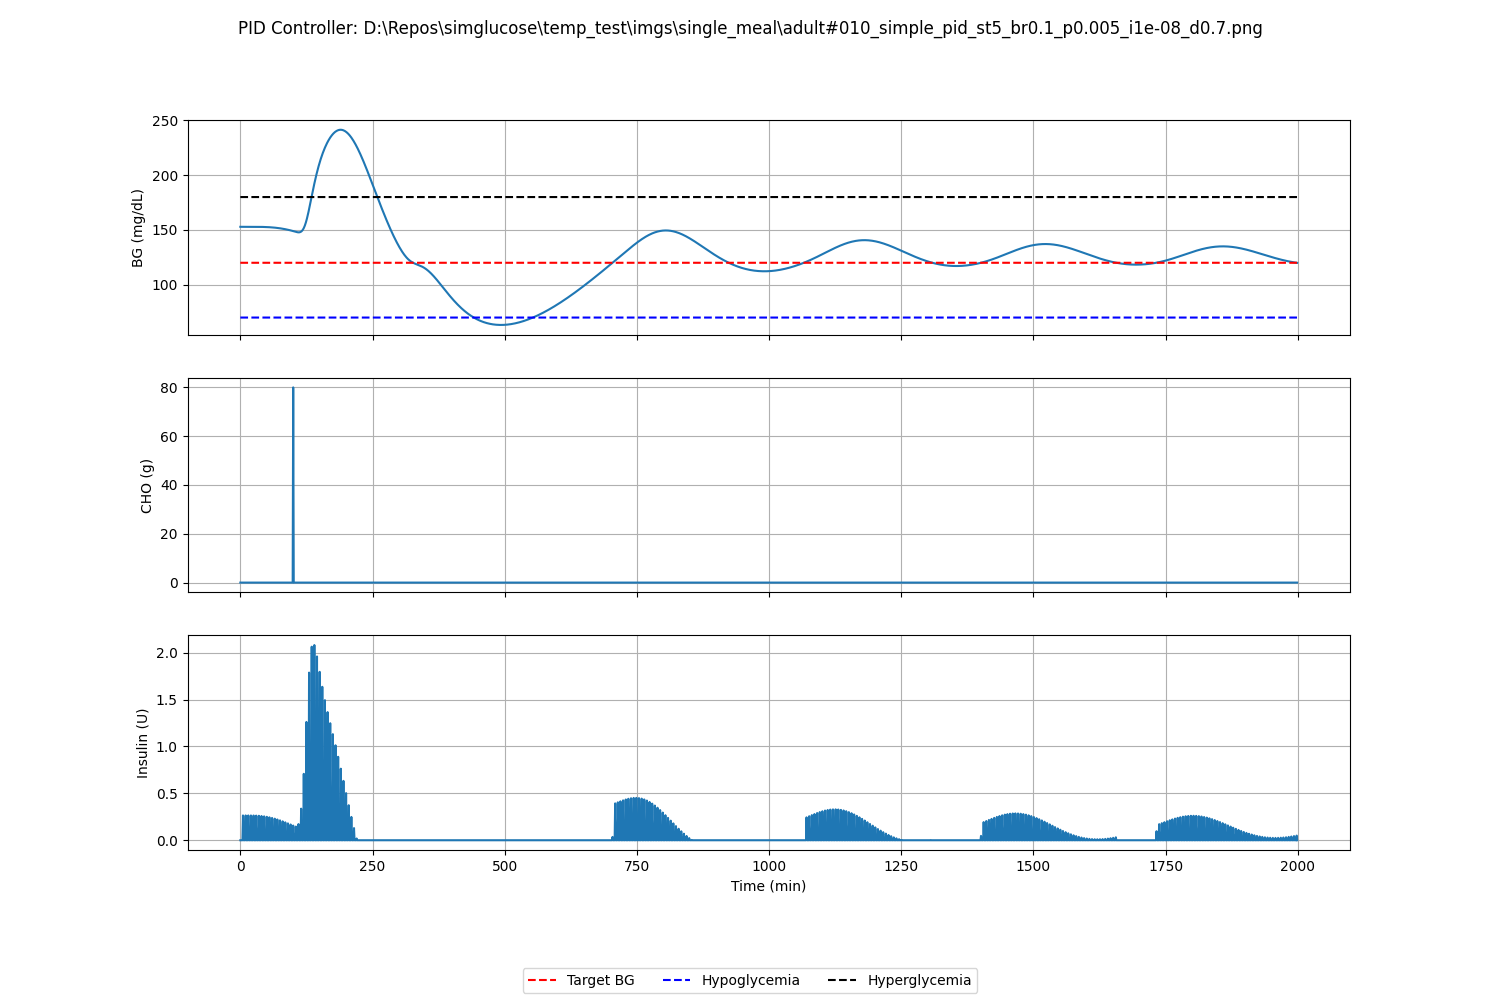 PID Controller: D:\Repos\simglucose\temp_test\imgs\single_meal\adult#010_simple_pid_st5_br0.1_p0.005_i1e-08_d0.7.png
250
200
150
100
BG (mg/dL)
80
60
40
20
0
CHO (g)
2.0
1.5
1.0
0.5
0.0
Insulin (U)
0 250 500 750 1000 1250 1500 1750 2000
Time (min)
Target BG Hypoglycemia Hyperglycemia